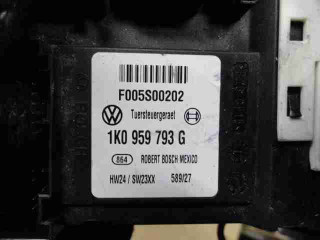 F005S00202
Tuersteuergeraet
1K0 959 793 G
864 ROBERT BOSCH MEXICO
HW24 / SW23XX 589/27